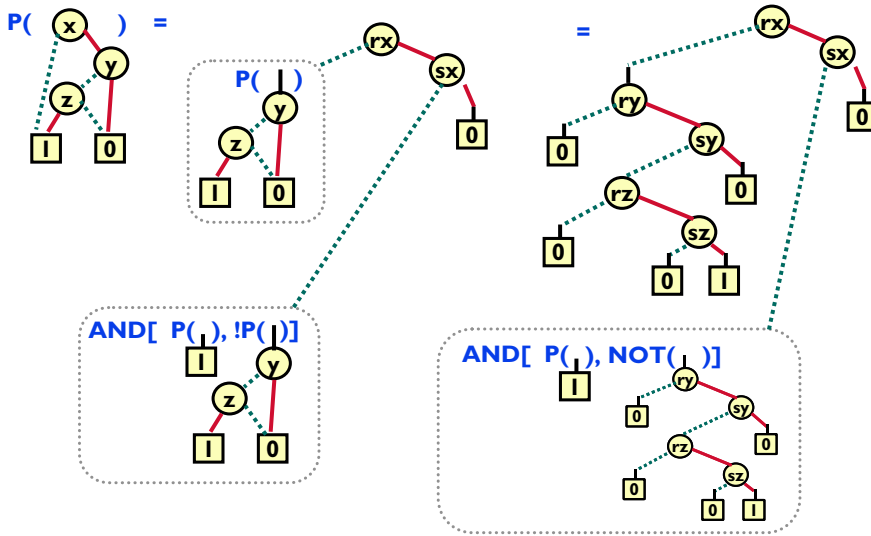 P( x ) =
y
z
1 0
P( )
y
z
1 0
rx
sx
0
=
rx
sx
0
ry
0
sy
0
rz
0
sz
0 1
AND[ P( ), !P( )]
1
y
z
1 0
AND[ P( ), NOT( )]
1
ry
0
sy
0
rz
0
sz
0 1